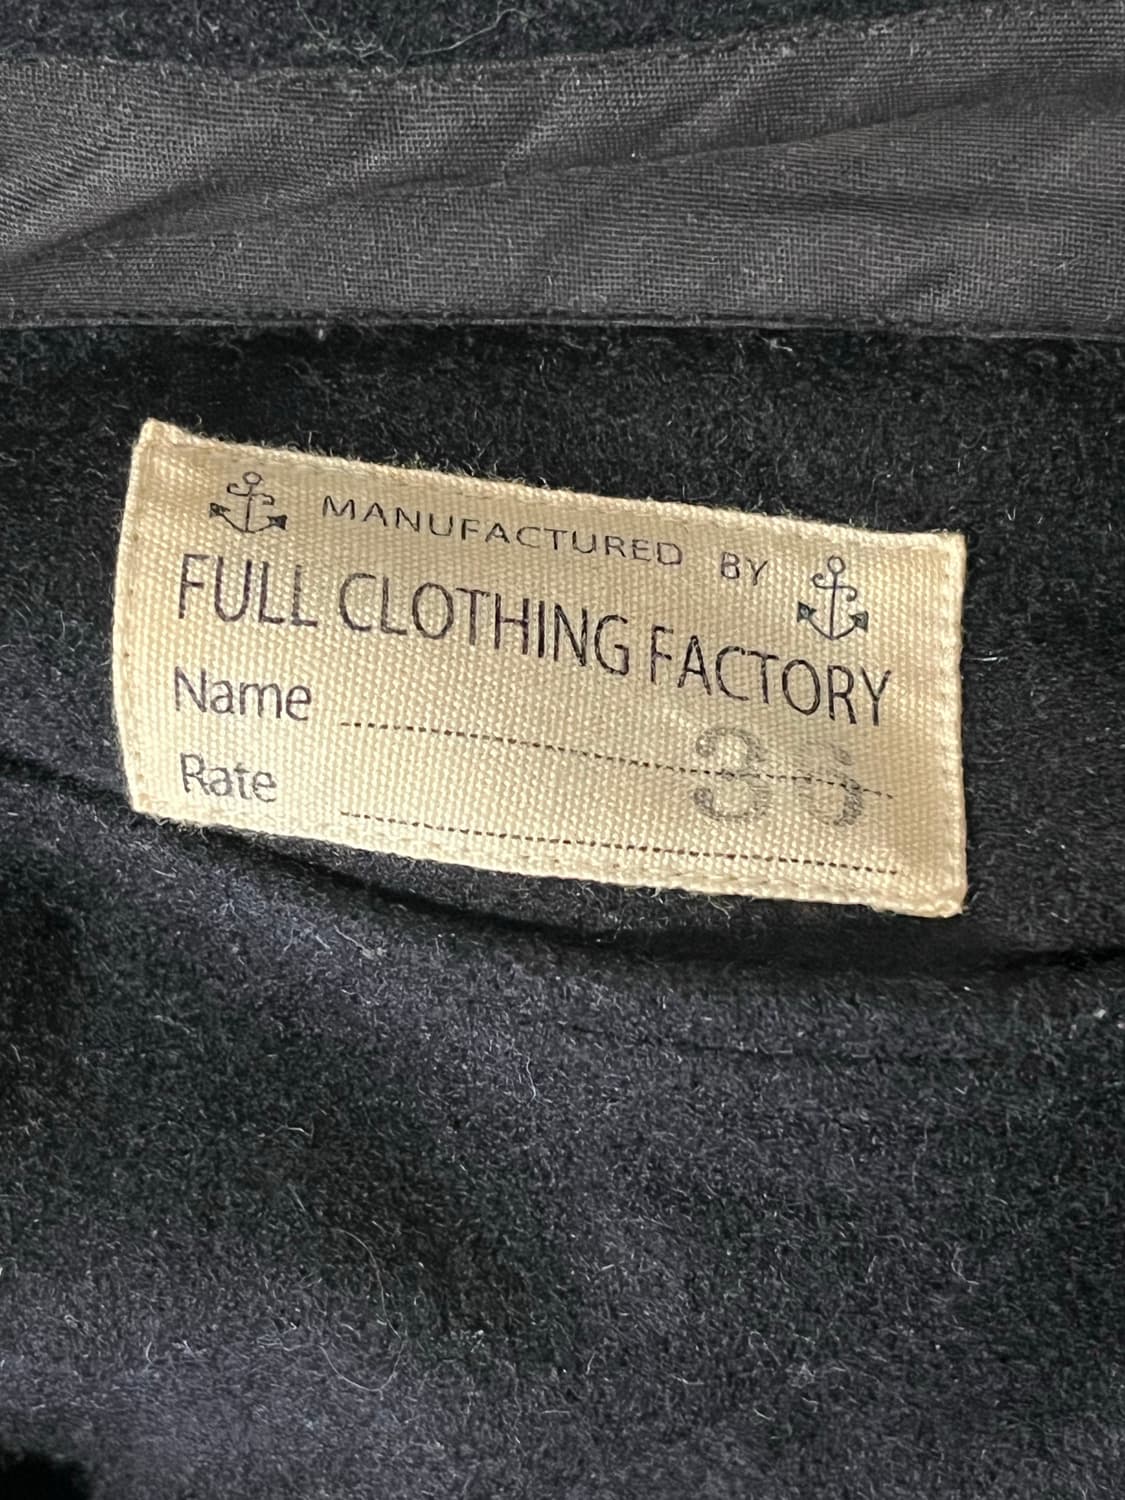 MANUFACTURED BY
FULL CLOTHING FACTORY
Name
36
Rate